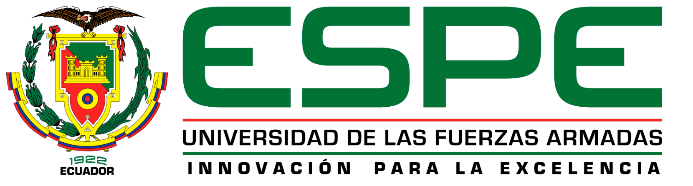 ESPE
UNIVERSIDAD DE LAS FUERZAS ARMADAS
INNOVACIÓN PARA LA EXCELENCIA
1922
ECUADOR